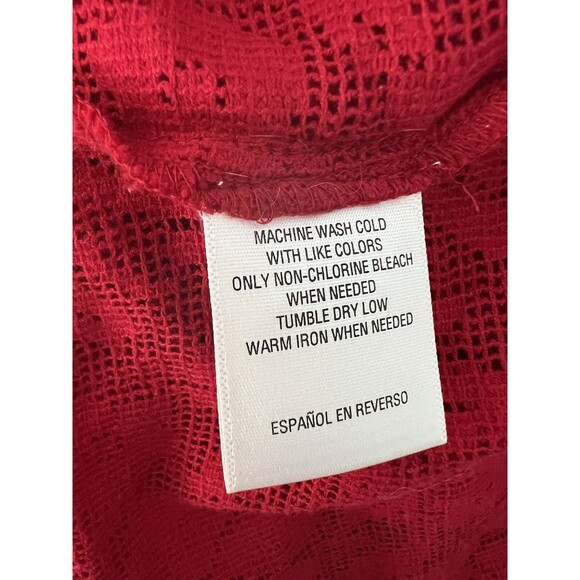 MACHINE WASH COLD
WITH LIKE COLORS
ONLY NON-CHLORINE BLEACH
WHEN NEEDED
TUMBLE DRY LOW
WARM IRON WHEN NEEDED
ESPAÑOL EN REVERSO